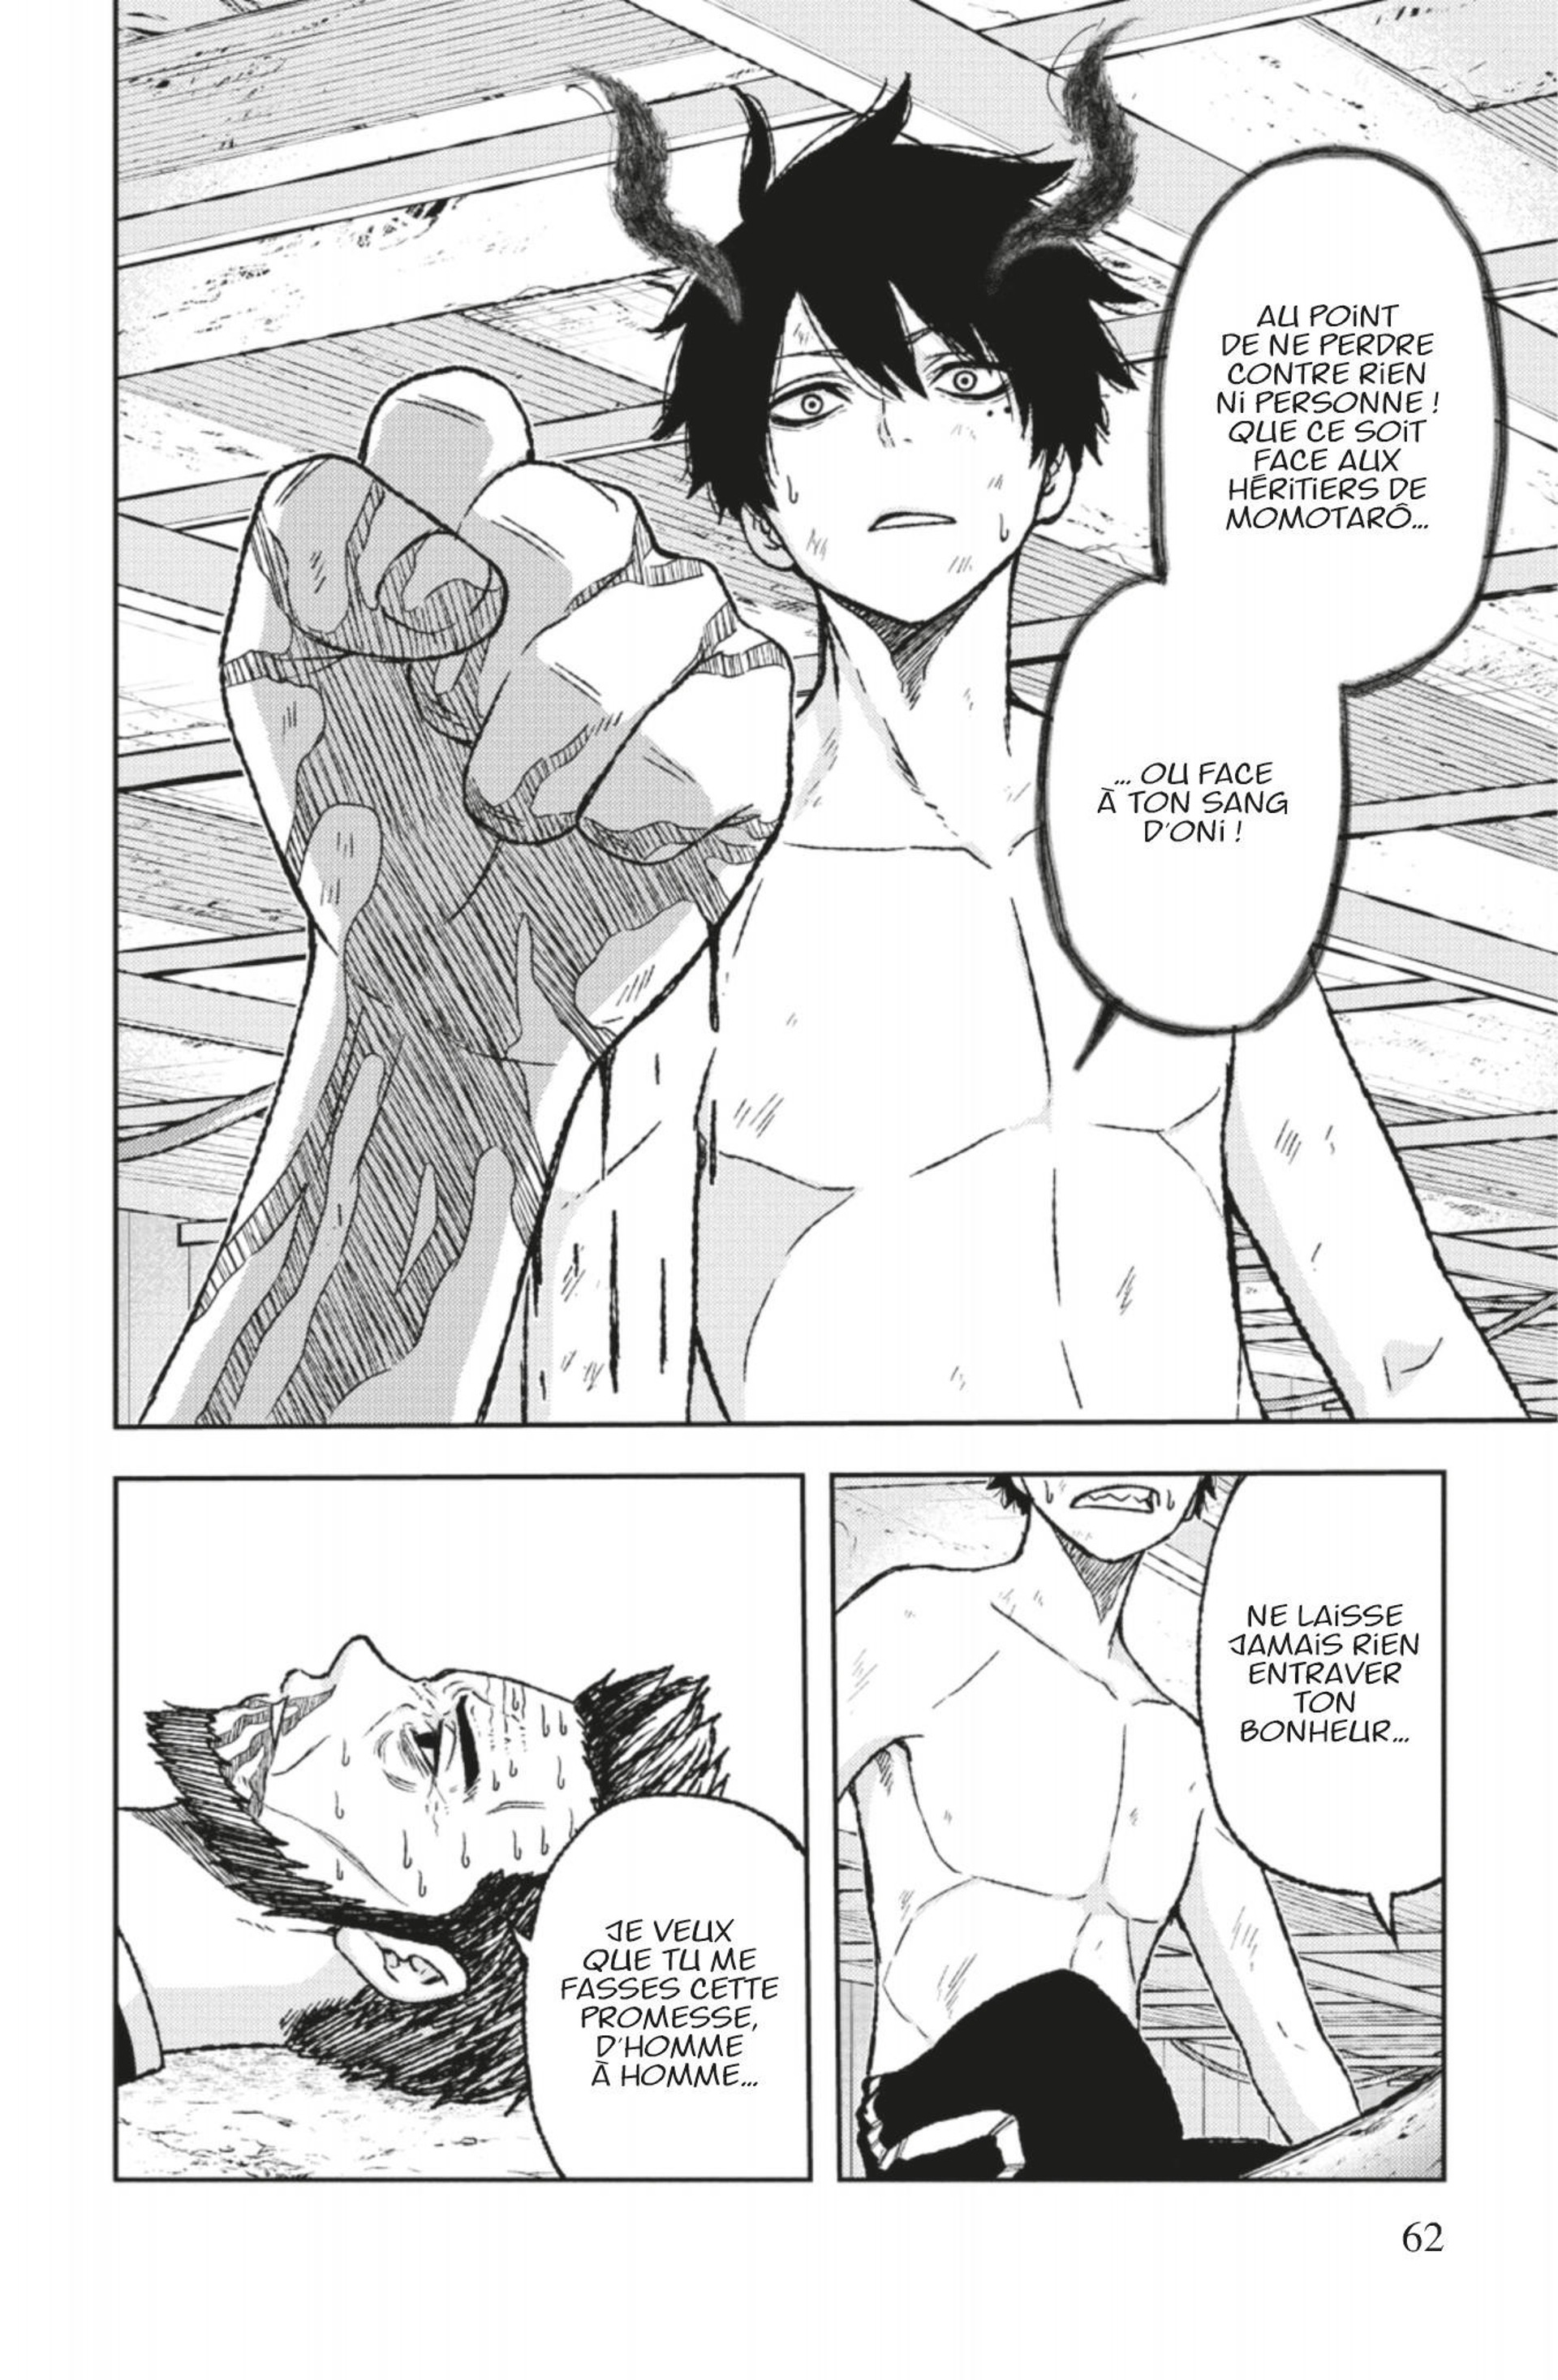 AU POiNT
DE NE PERDRE
CONTRE RiEN
Ni PERSONNE !
QUE CE SOiT
FACE AUX
HÉRiTiERS DE
MOMOTARÔ...
... OU FACE
À TON SANG
D'ONi !
NE LAiSSE
JAMAiS RiEN
ENTRAVER
TON
BONHEUR...
JE VEUX
QUE TU ME
FASSES CETTE
PROMESSE,
D'HOMME
À HOMME...
62